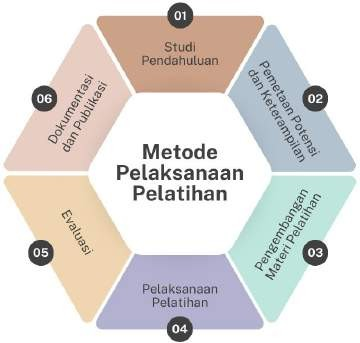 01
Studi
Pendahuluan
02
Pemetaan Potensi
dan Keterampilan
03
Pengembangan
Materi Pelatihan
04
Pelaksanaan
Pelatihan
05
Evaluasi
06
Dokumentasi
dan Publikasi
Metode
Pelaksanaan
Pelatihan